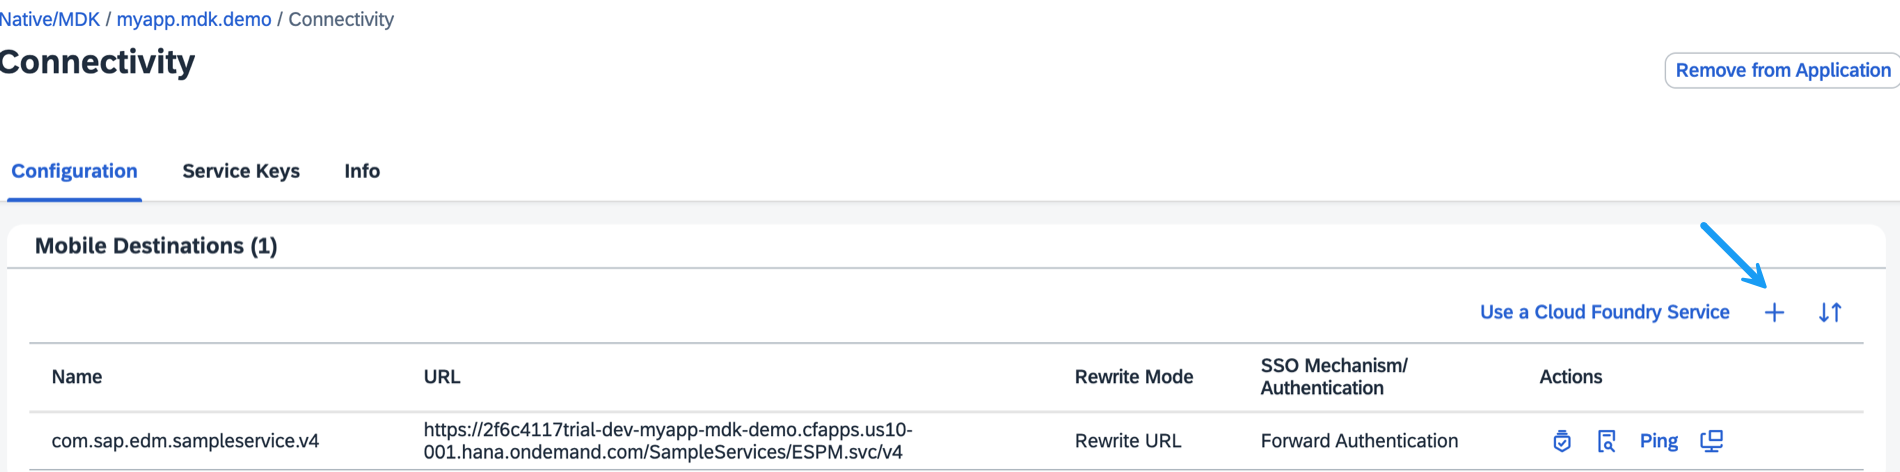 Native/MDK / myapp.mdk.demo / Connectivity
Connectivity
Remove from Application
Configuration Service Keys Info
Mobile Destinations (1)
Use a Cloud Foundry Service
Name URL Rewrite Mode SSO Mechanism/
Authentication Actions
com.sap.edm.sampleservice.v4 https://2f6c4117trial-dev-myapp-mdk-demo.cfapps.us10-
001.hana.ondemand.com/SampleServices/ESPM.svc/v4 Rewrite URL Forward Authentication Ping